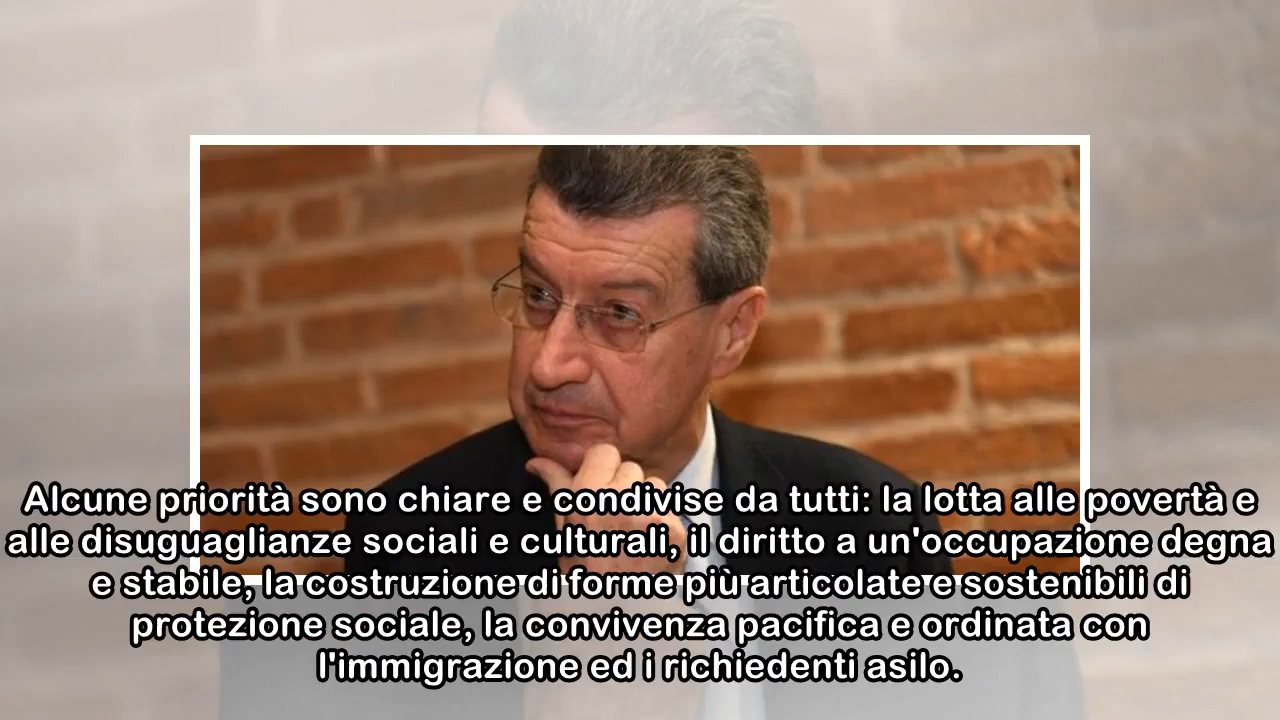 Alcune priorità sono chiare e condivise da tutti: la lotta alle povertà e
alle disuguaglianze sociali e culturali, il diritto a un'occupazione degna
e stabile, la costruzione di forme più articolate e sostenibili di
protezione sociale, la convivenza pacifica e ordinata con
l'immigrazione ed i richiedenti asilo.